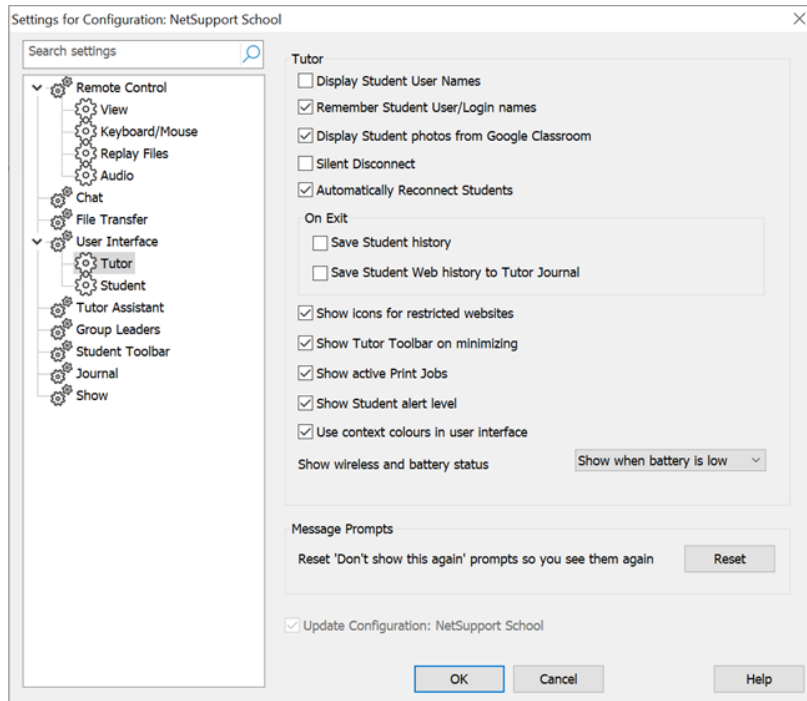 Settings for Configuration: NetSupport School
Search settings
Remote Control
View
Keyboard/Mouse
Replay Files
Audio
Chat
File Transfer
User Interface
Tutor
Student
Tutor Assistant
Group Leaders
Student Toolbar
Journal
Show
Tutor
Display Student User Names
Remember Student User/Login names
Display Student photos from Google Classroom
Silent Disconnect
Automatically Reconnect Students
On Exit
Save Student history
Save Student Web history to Tutor Journal
Show icons for restricted websites
Show Tutor Toolbar on minimizing
Show active Print Jobs
Show Student alert level
Use context colours in user interface
Show wireless and battery status Show when battery is low
Message Prompts
Reset 'Don't show this again' prompts so you see them again Reset
Update Configuration: NetSupport School
OK Cancel Help